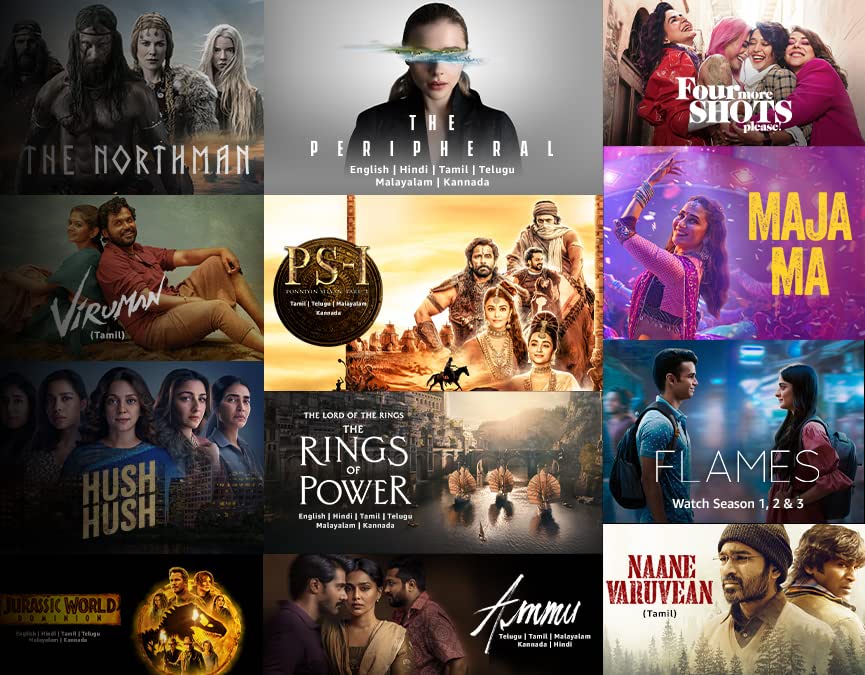 THE NORTHMAN
THE
PERIPHERAL
English | Hindi | Tamil | Telugu
Malayalam | Kannada
Four more
SHOTS
please!
VIRUMAN
(Tamil)
PS-I
PONNIYIN SELVAN PART 1
Tamil | Telugu | Malayalam
Kannada
MAJA
MA
HUSH
HUSH
THE LORD OF THE RINGS
THE
RINGS
OF
POWER
English | Hindi | Tamil | Telugu
Malayalam | Kannada
FLAMES
Watch Season 1, 2 & 3
JURASSIC WORLD
DOMINION
English | Hindi | Tamil | Telugu
Malayalam | Kannada
Ammu
Telugu | Tamil | Malayalam
Kannada | Hindi
NAANE
VARUVEAN
(Tamil)